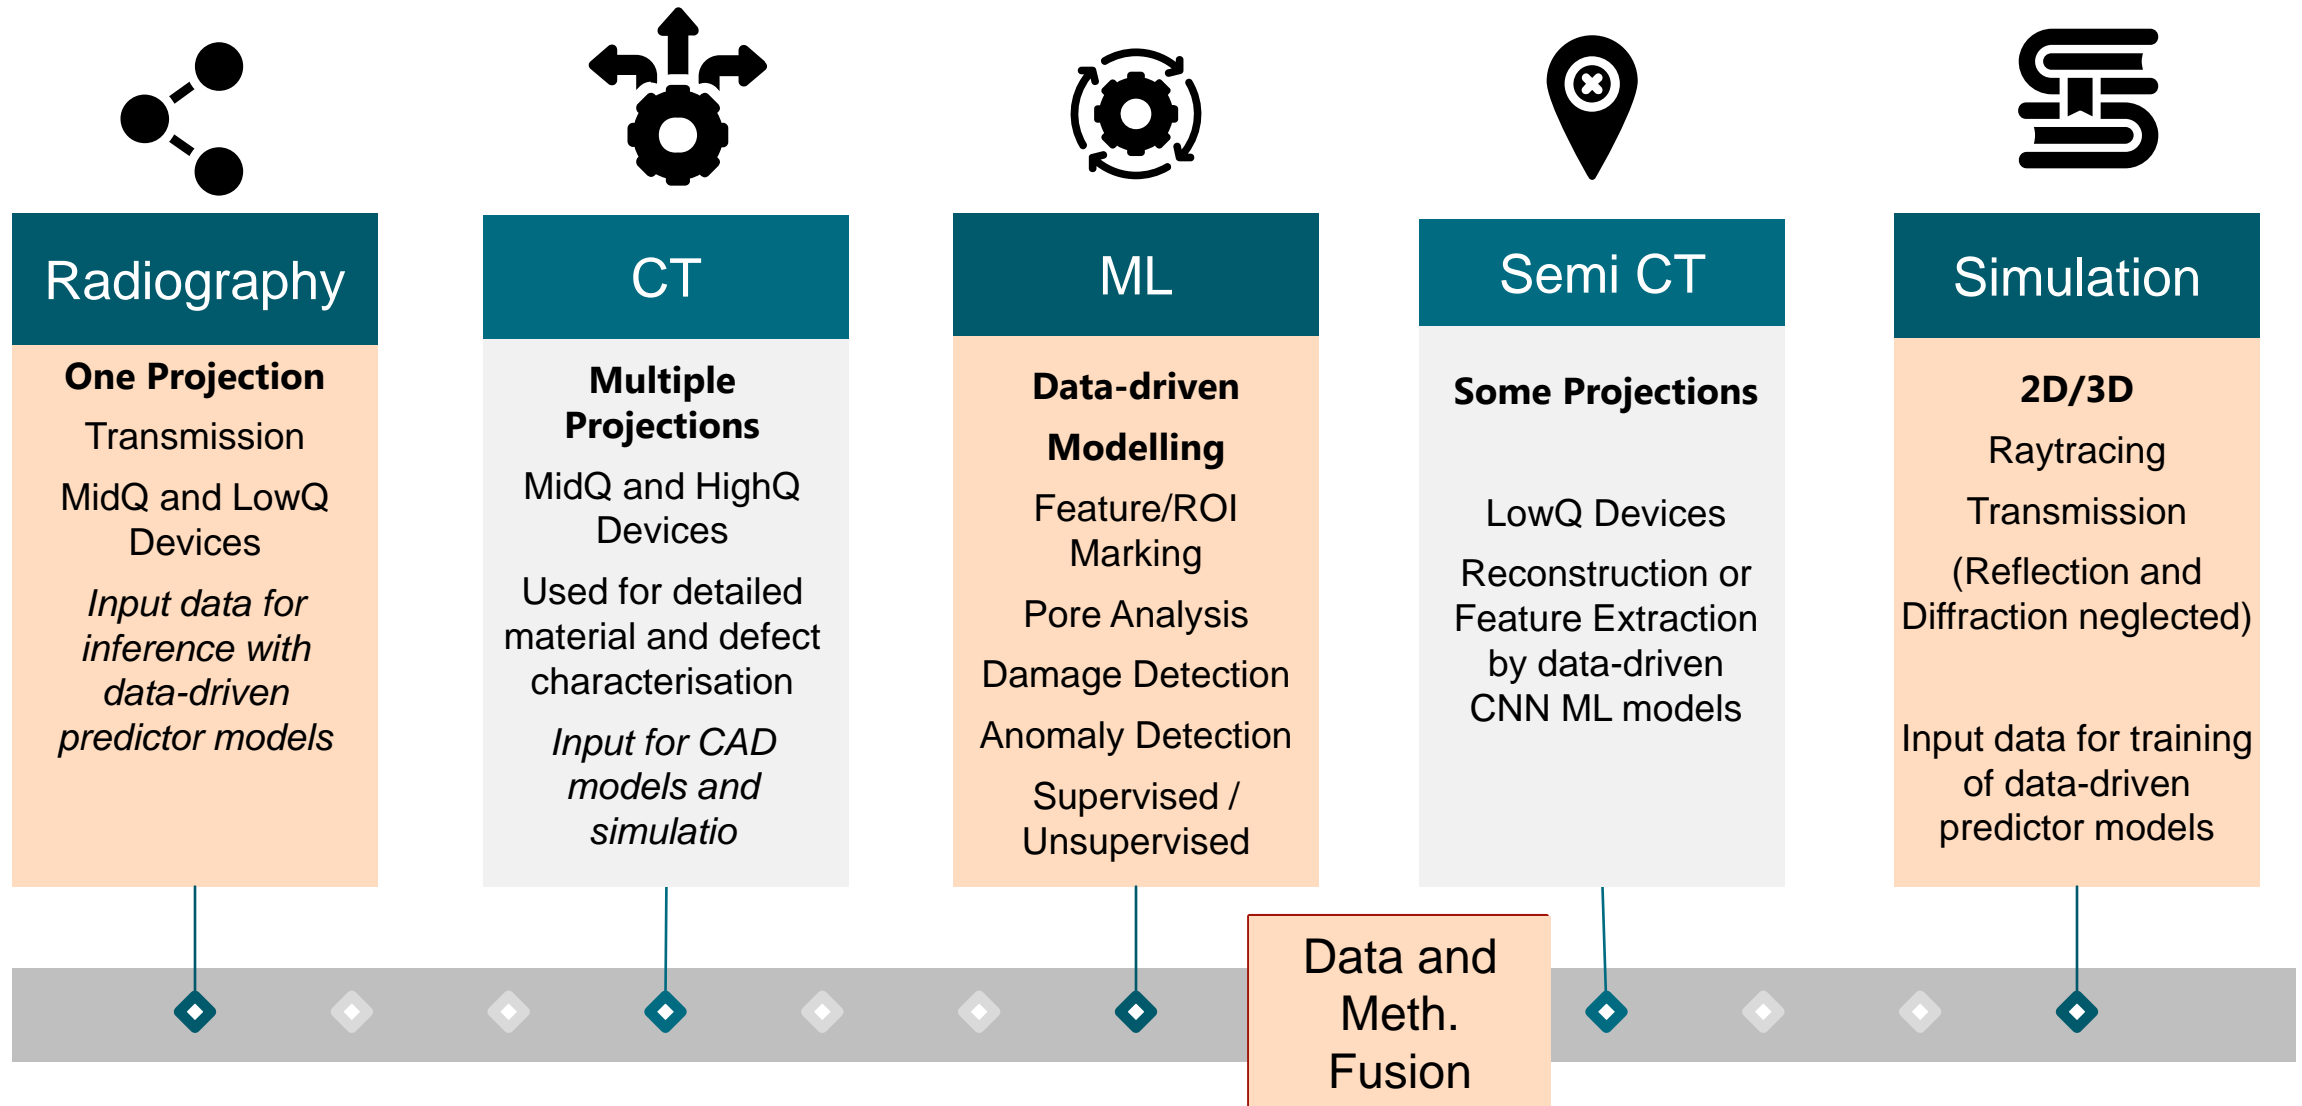 Radiography
One Projection
Transmission
MidQ and LowQ
Devices
Input data for
inference with
data-driven
predictor models
CT
Multiple
Projections
MidQ and HighQ
Devices
Used for detailed
material and defect
characterisation
Input for CAD
models and
simulatio
ML
Data-driven
Modelling
Feature/ROI
Marking
Pore Analysis
Damage Detection
Anomaly Detection
Supervised /
Unsupervised
Semi CT
Some Projections
LowQ Devices
Reconstruction or
Feature Extraction
by data-driven
CNN ML models
Simulation
2D/3D
Raytracing
Transmission
(Reflection and
Diffraction neglected)
Input data for training
of data-driven
predictor models
Data and
Meth.
Fusion